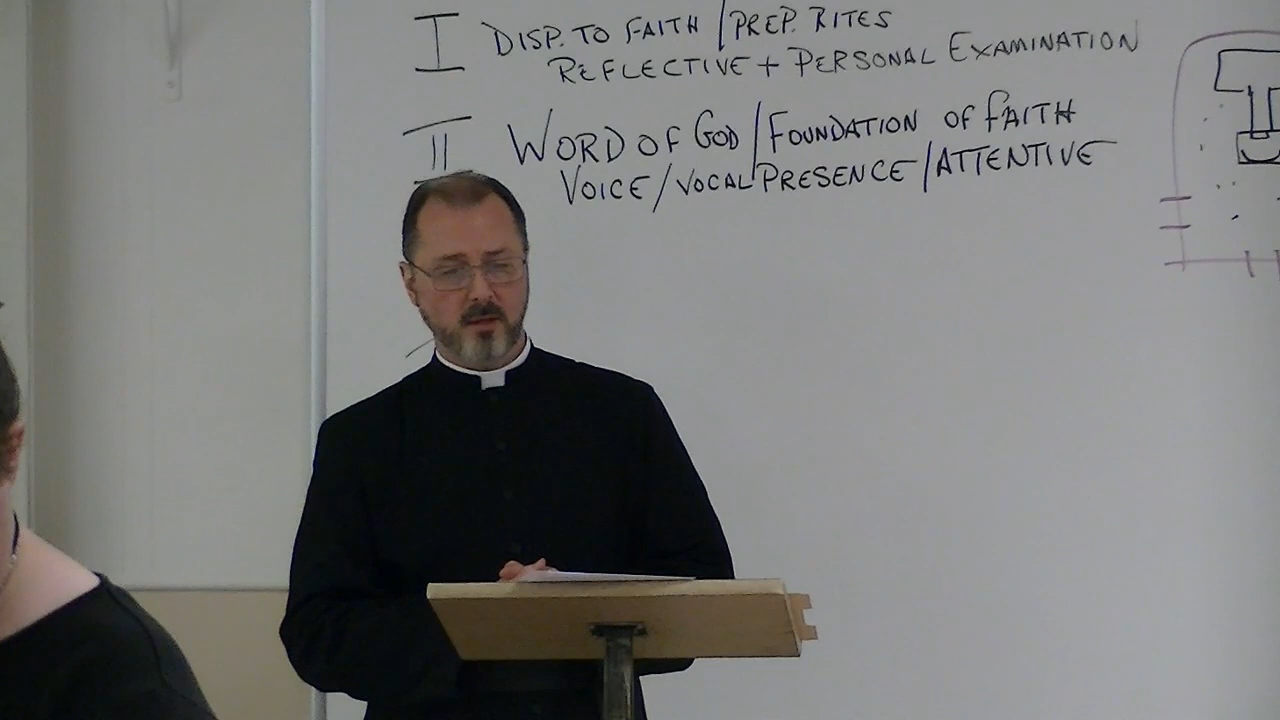 I DISP. TO FAITH / PREP. RITES
REFLECTIVE + PERSONAL EXAMINATION
II WORD OF GOD / FOUNDATION OF FAITH
VOICE / VOCAL PRESENCE / ATTENTIVE